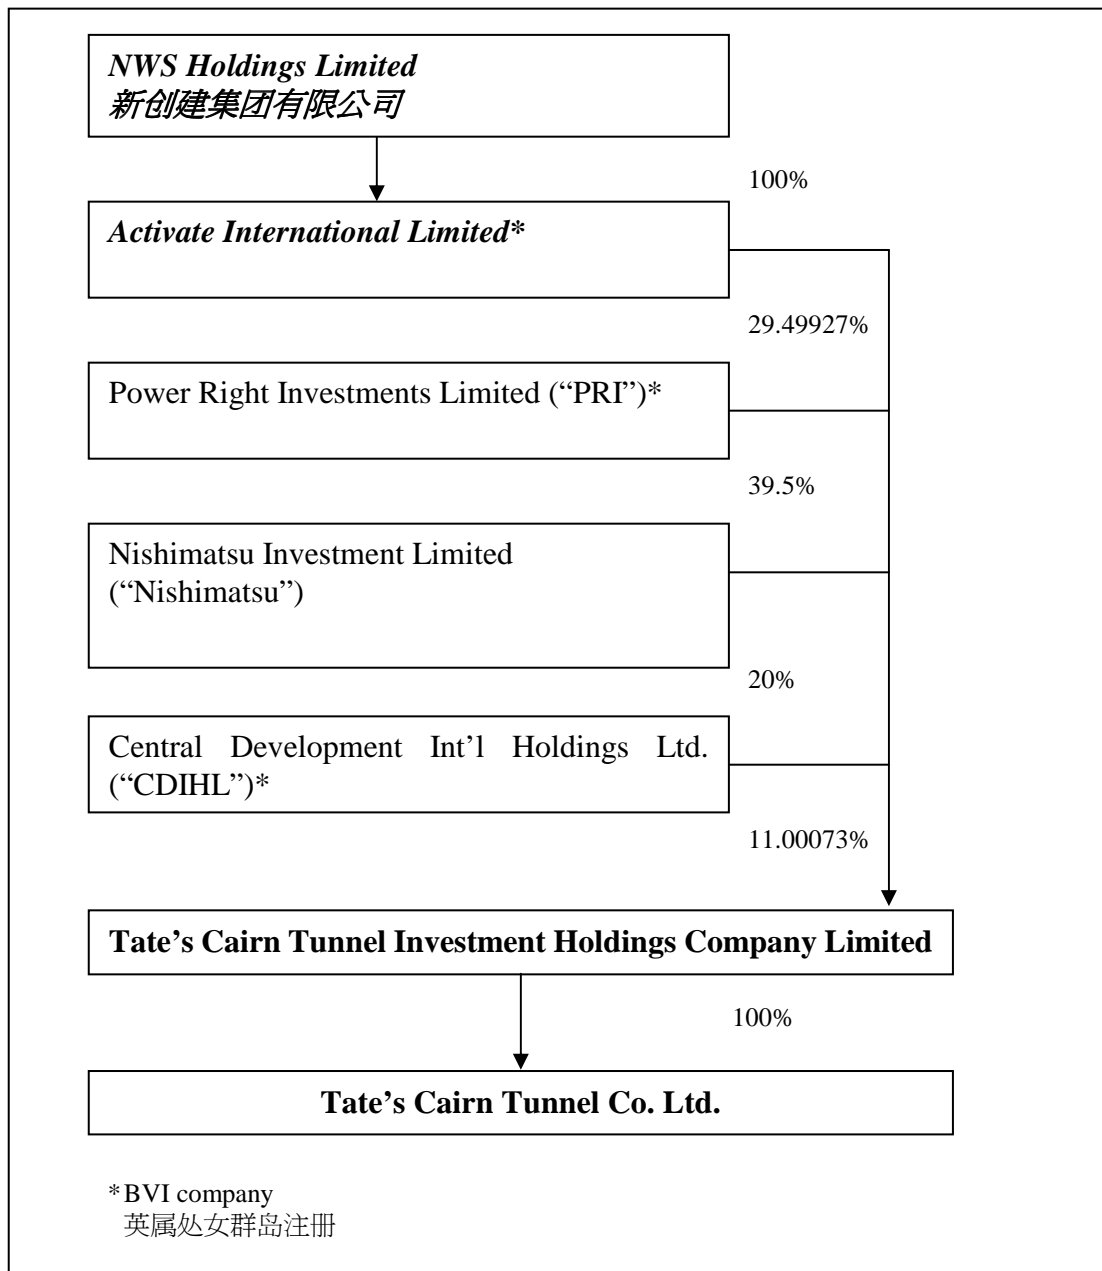 NWS Holdings Limited
新创建集团有限公司
100%
Activate International Limited*
29.49927%
Power Right Investments Limited (“PRI”)*
39.5%
Nishimatsu Investment Limited
(“Nishimatsu”)
20%
Central Development Int’l Holdings Ltd.
(“CDIHL”)*
11.00073%
Tate’s Cairn Tunnel Investment Holdings Company Limited
100%
Tate’s Cairn Tunnel Co. Ltd.
*BVI company
英属处女群岛注册